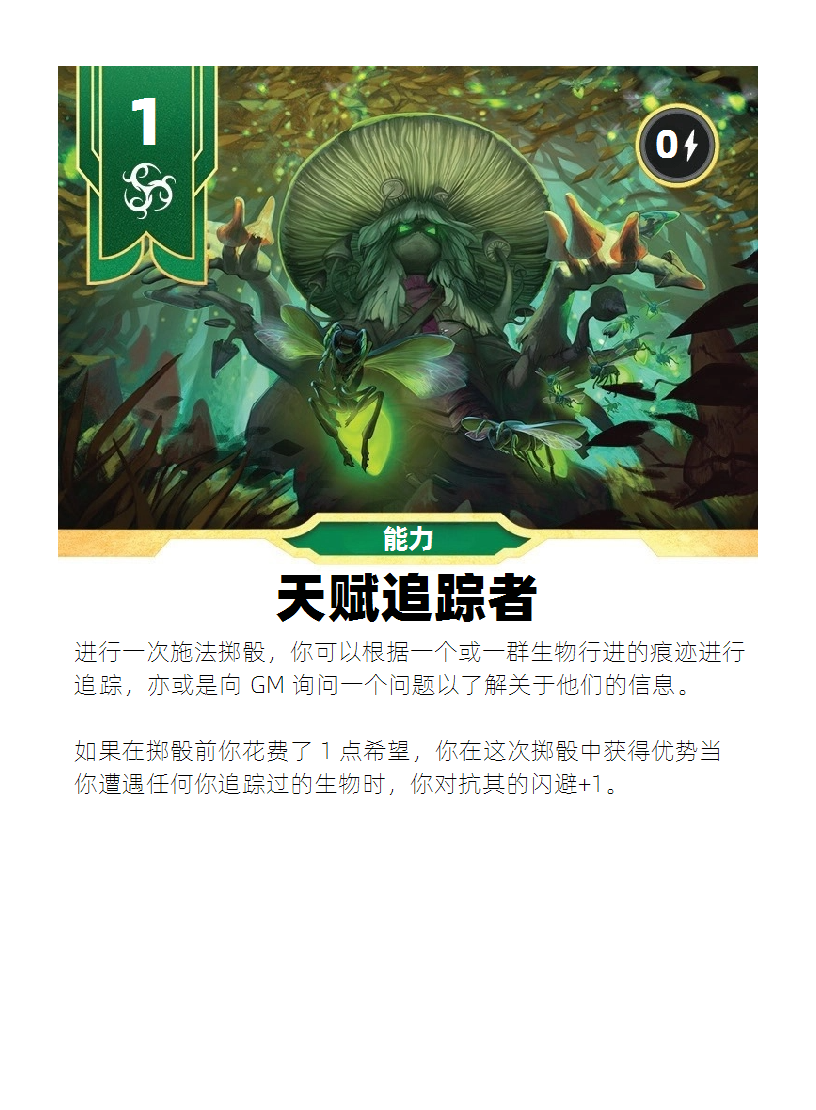 1
0
能力
天赋追踪者
进行一次施法掷骰，你可以根据一个或一群生物行进的痕迹进行
追踪，亦或是向 GM 询问一个问题以了解关于他们的信息。
如果在掷骰前你花费了 1 点希望，你在这次掷骰中获得优势当
你遭遇任何你追踪过的生物时，你对抗其的闪避+1。